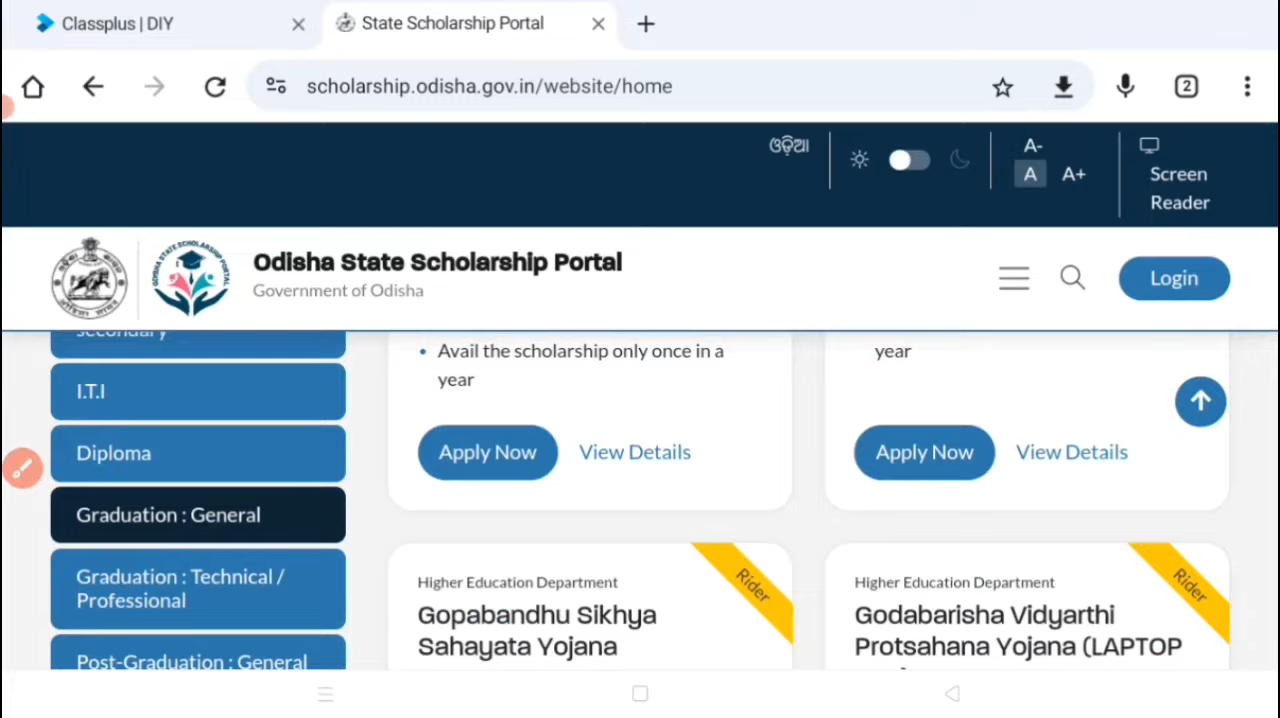 Classplus | DIY
State Scholarship Portal
scholarship.odisha.gov.in/website/home
2
ଓଡ଼ିଆ
A-
A
A+
Screen
Reader
Odisha State Scholarship Portal
Government of Odisha
Login
secondary
I.T.I
Diploma
Graduation : General
Graduation : Technical /
Professional
Post-Graduation : General
• Avail the scholarship only once in a
year
Apply Now
View Details
year
Apply Now
View Details
Higher Education Department
Rider
Gopabandhu Sikhya
Sahayata Yojana
Higher Education Department
Rider
Godabarisha Vidyarthi
Protsahana Yojana (LAPTOP